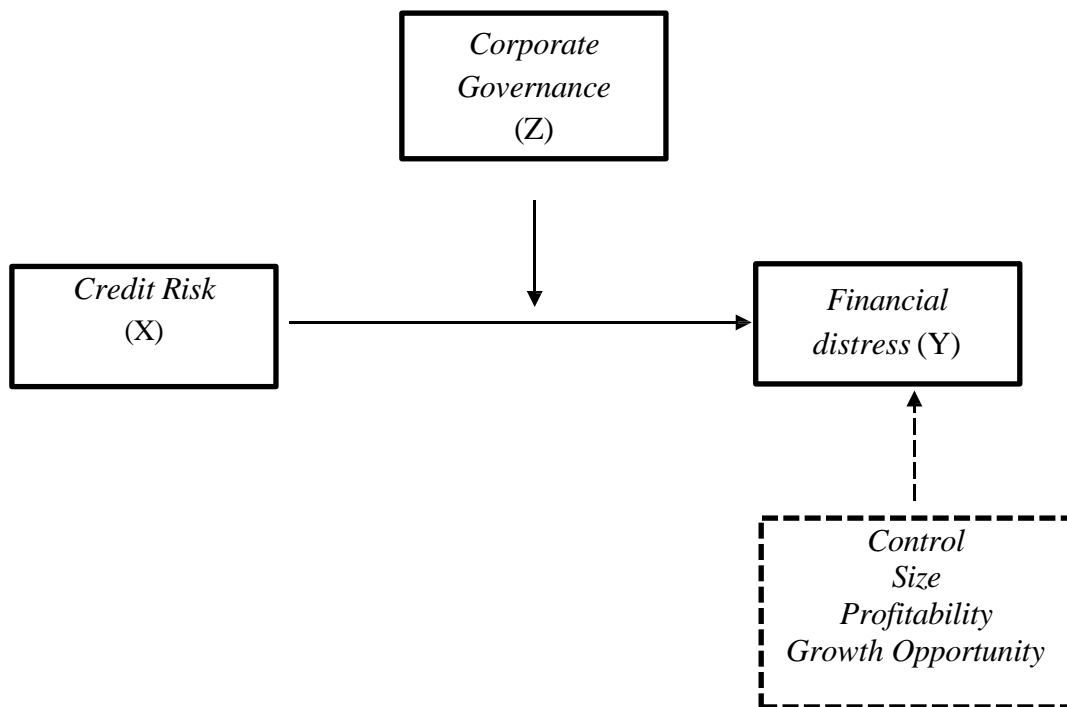 Corporate
Governance
(Z)
Credit Risk
(X)
Financial
distress (Y)
Control
Size
Profitability
Growth Opportunity